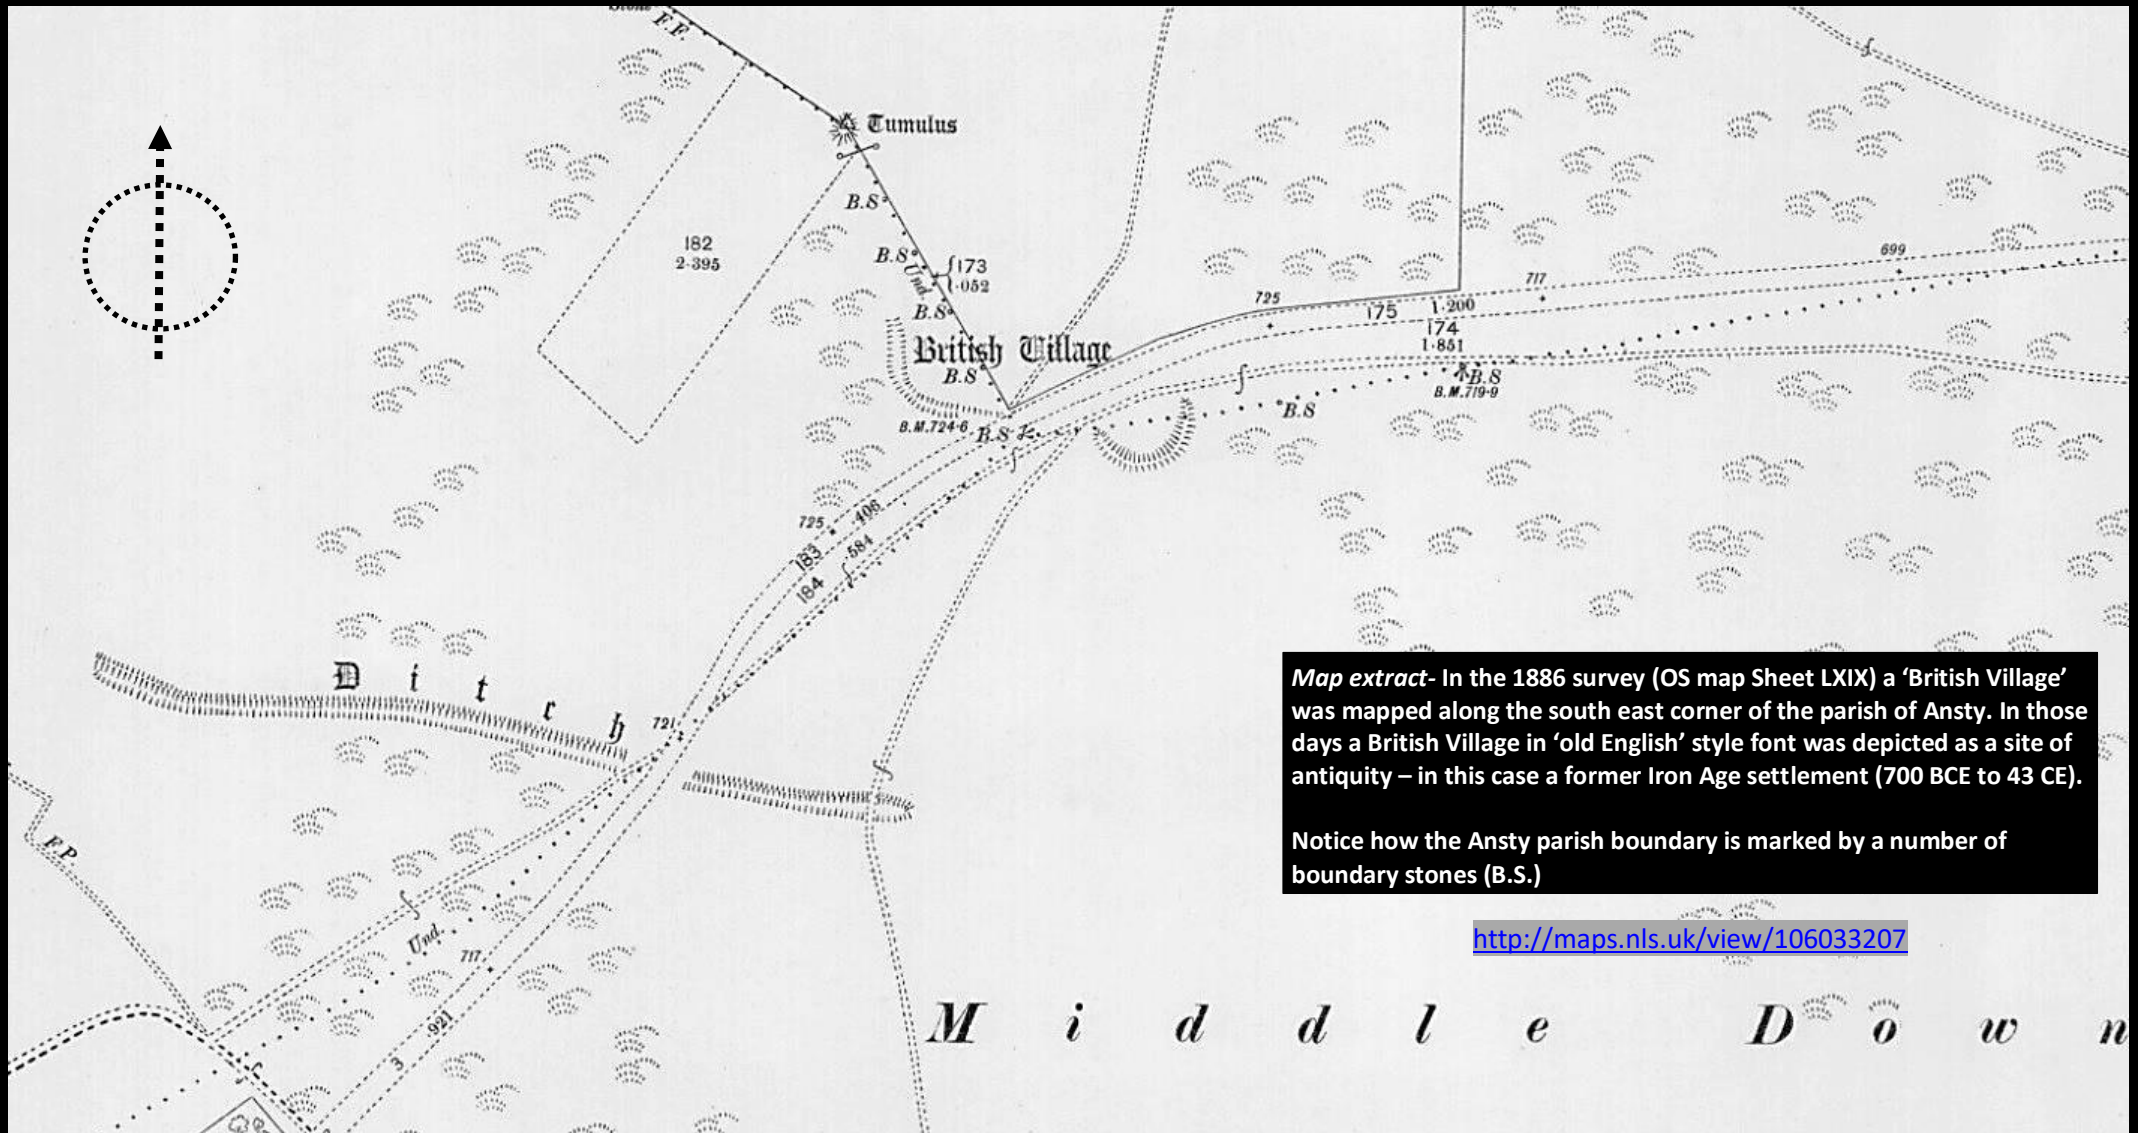 F.F.
Tumulus
B.S
182
2·395
B.S
Und.
173
·052
B.S
British Village
B.S
B.M.724·6
B.S
725
175
1·200
174
1·851
717
699
B.S
B.M.719·9
B.S
725
·406
183
·584
184
Ditch
721
F.P.
Und.
717
3
·921
Map extract- In the 1886 survey (OS map Sheet LXIX) a ‘British Village’
was mapped along the south east corner of the parish of Ansty. In those
days a British Village in ‘old English’ style font was depicted as a site of
antiquity – in this case a former Iron Age settlement (700 BCE to 43 CE).
Notice how the Ansty parish boundary is marked by a number of
boundary stones (B.S.)
http://maps.nls.uk/view/106033207
Middle Down